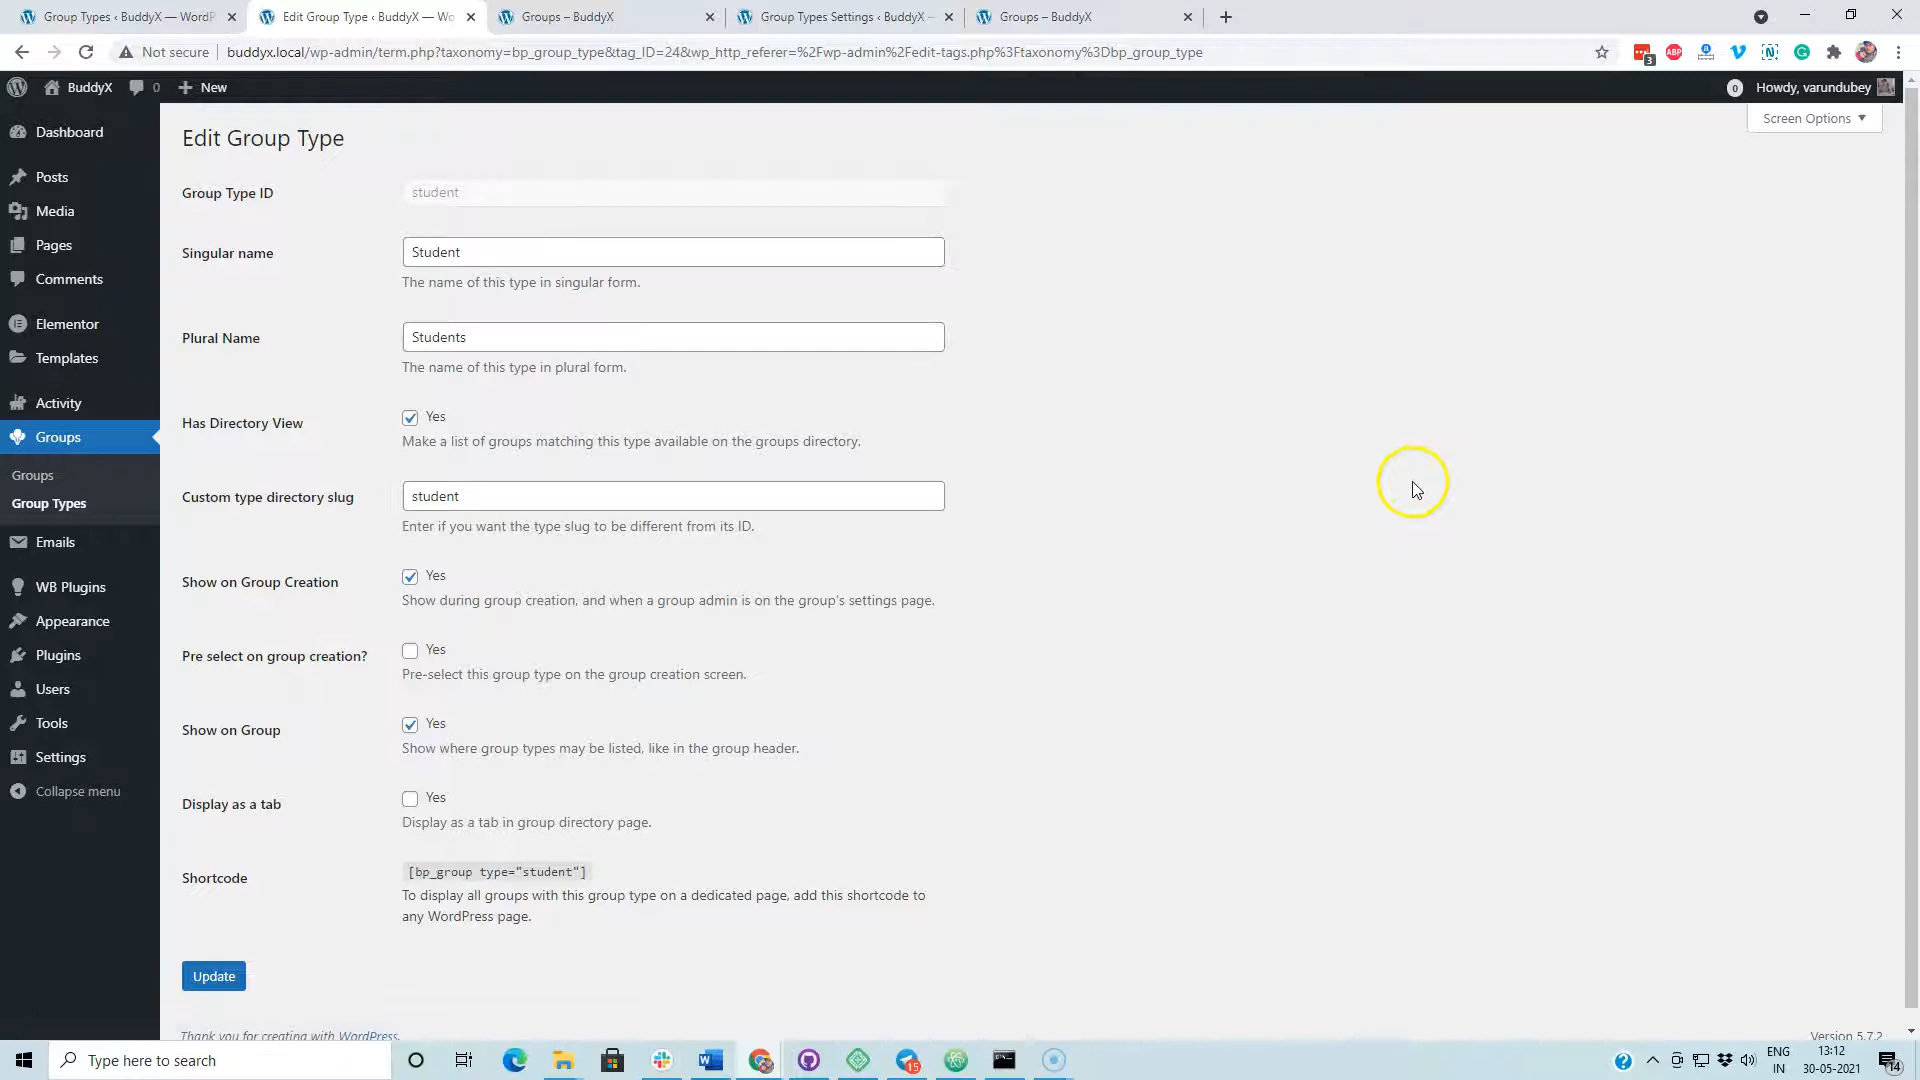 Group Types ‹ BuddyX — WordP
Edit Group Type ‹ BuddyX — Wo
Groups – BuddyX
Group Types Settings ‹ BuddyX –
Groups – BuddyX
Not secure
buddyx.local/wp-admin/term.php?taxonomy=bp_group_type&tag_ID=24&wp_http_referer=%2Fwp-admin%2Fedit-tags.php%3Ftaxonomy%3Dbp_group_type
3
ABP
BuddyX
0
New
0
Howdy, varundubey
Screen Options
Dashboard
Posts
Media
Pages
Comments
Elementor
Templates
Activity
Groups
Groups
Group Types
Emails
WB Plugins
Appearance
Plugins
Users
Tools
Settings
Collapse menu
Edit Group Type
Group Type ID
student
Singular name
Student
The name of this type in singular form.
Plural Name
Students
The name of this type in plural form.
Has Directory View
Yes
Make a list of groups matching this type available on the groups directory.
Custom type directory slug
student
Enter if you want the type slug to be different from its ID.
Show on Group Creation
Yes
Show during group creation, and when a group admin is on the group's settings page.
Pre select on group creation?
Yes
Pre-select this group type on the group creation screen.
Show on Group
Yes
Show where group types may be listed, like in the group header.
Display as a tab
Yes
Display as a tab in group directory page.
Shortcode
[bp_group type="student"]
To display all groups with this group type on a dedicated page, add this shortcode to
any WordPress page.
Update
Thank you for creating with WordPress.
Version 5.7.2
Type here to search
15
ENG
IN
13:12
30-05-2021
14